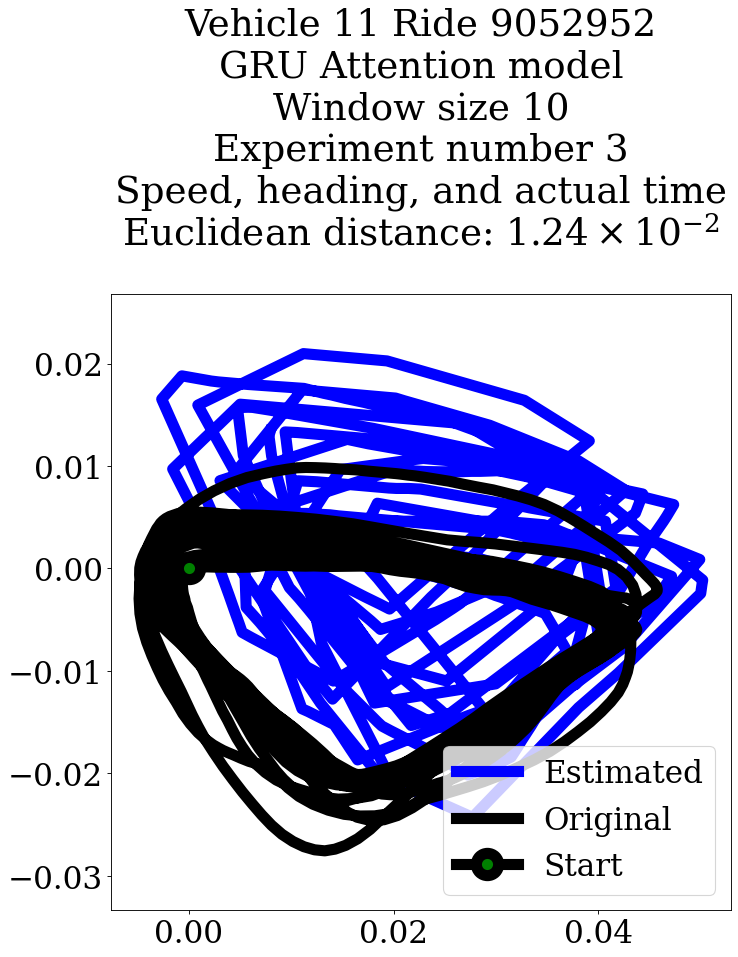 Vehicle 11 Ride 9052952
GRU Attention model
Window size 10
Experiment number 3
Speed, heading, and actual time
Euclidean distance: 1.24 × 10⁻²
0.02
0.01
0.00
−0.01
−0.02
−0.03
0.00 0.02 0.04
Estimated
Original
Start